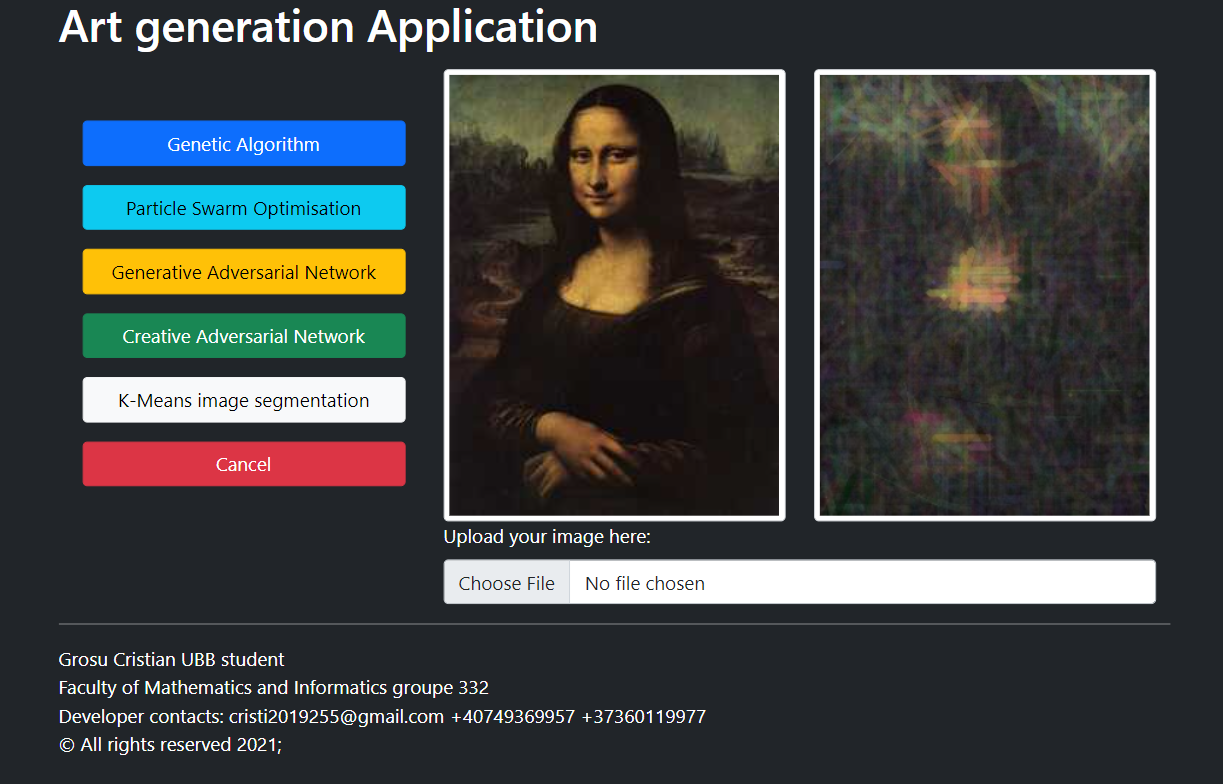 Art generation Application
Genetic Algorithm
Particle Swarm Optimisation
Generative Adversarial Network
Creative Adversarial Network
K-Means image segmentation
Cancel
Upload your image here:
Choose File No file chosen
Grosu Cristian UBB student
Faculty of Mathematics and Informatics groupe 332
Developer contacts: cristi2019255@gmail.com +40749369957 +37360119977
© All rights reserved 2021;